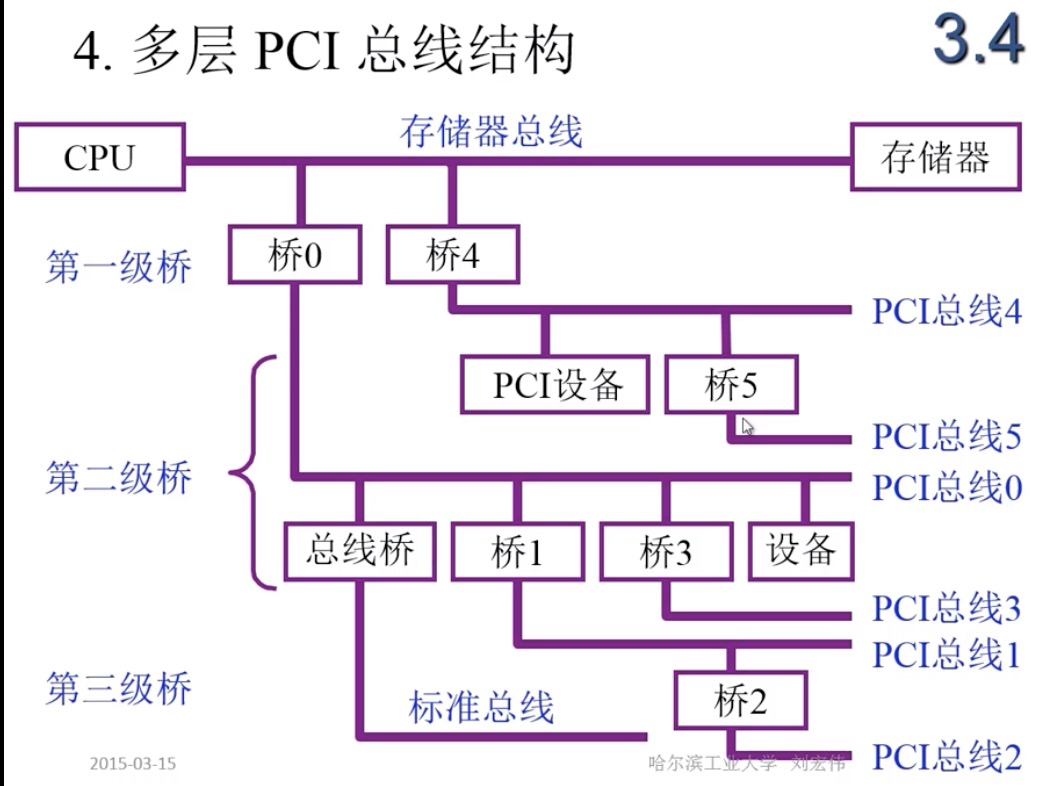 4. 多层 PCI 总线结构
3.4
存储器总线
CPU
存储器
第一级桥
桥0
桥4
PCI总线4
PCI设备
桥5
PCI总线5
第二级桥
PCI总线0
总线桥
桥1
桥3
设备
PCI总线3
PCI总线1
第三级桥
标准总线
桥2
2015-03-15
哈尔滨工业大学 刘宏伟
PCI总线2